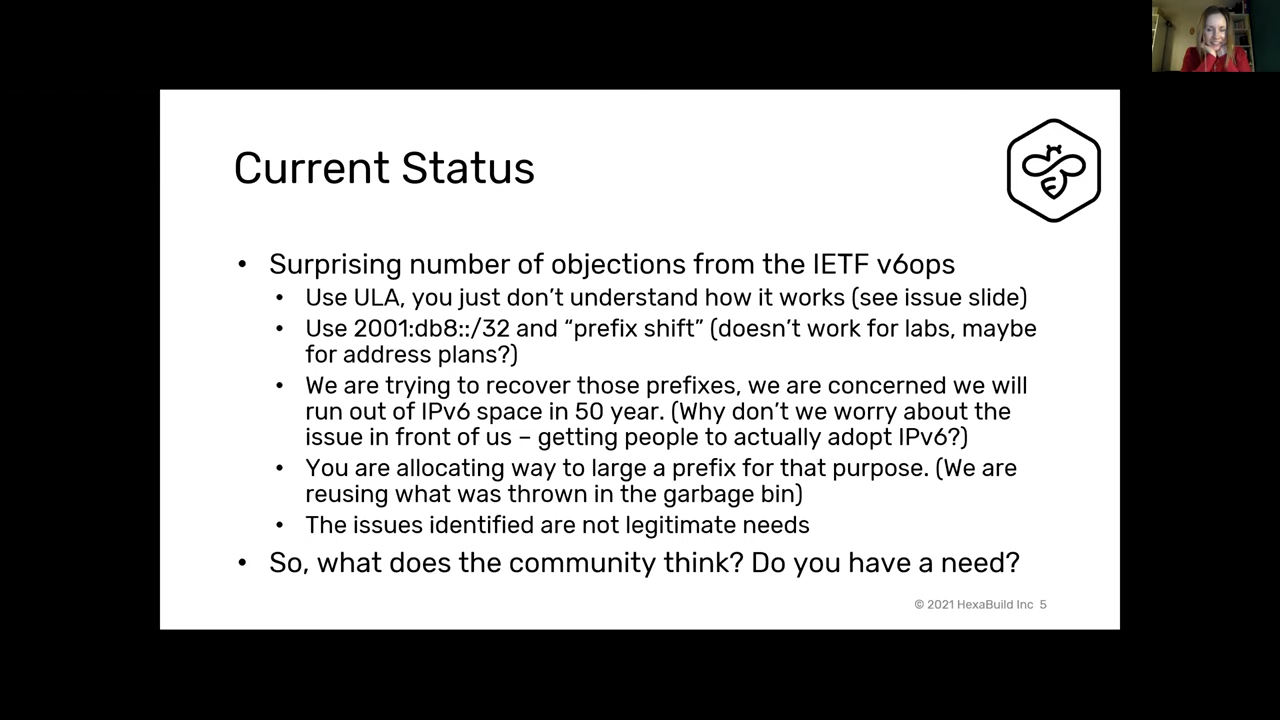 Current Status
• Surprising number of objections from the IETF v6ops
• Use ULA, you just don’t understand how it works (see issue slide)
• Use 2001:db8::/32 and “prefix shift” (doesn’t work for labs, maybe
for address plans?)
• We are trying to recover those prefixes, we are concerned we will
run out of IPv6 space in 50 year. (Why don’t we worry about the
issue in front of us – getting people to actually adopt IPv6?)
• You are allocating way to large a prefix for that purpose. (We are
reusing what was thrown in the garbage bin)
• The issues identified are not legitimate needs
• So, what does the community think? Do you have a need?
© 2021 HexaBuild Inc 5